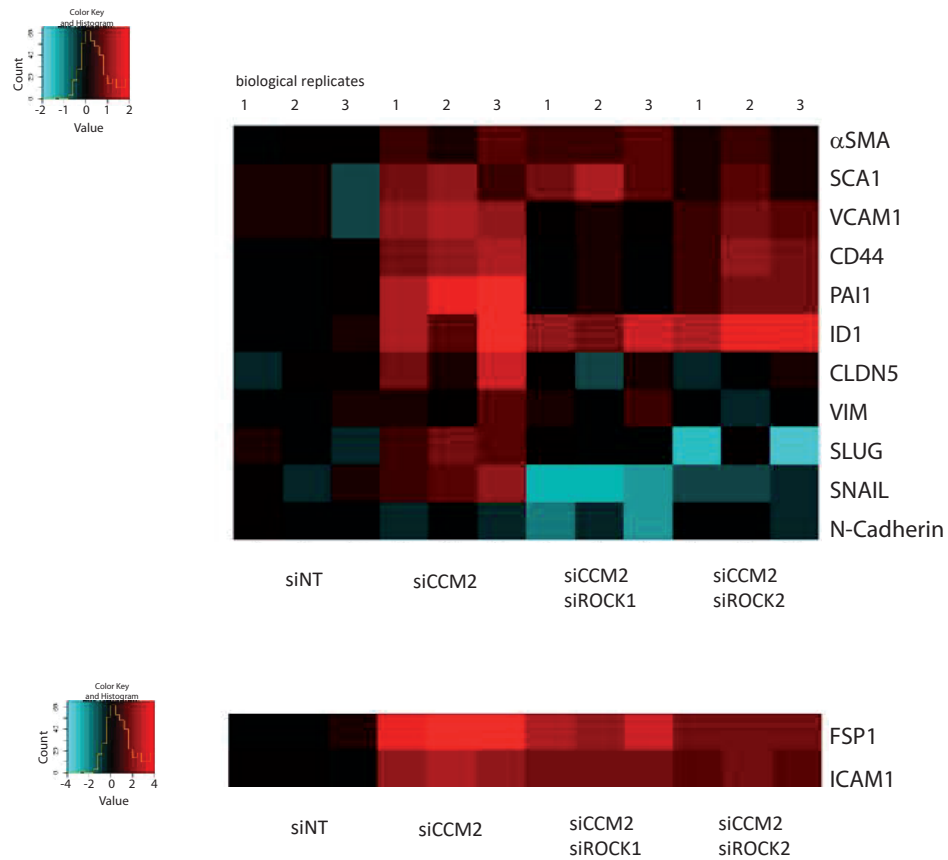 Color Key
and Histogram
Count
-2 -1 0 1 2
Value
biological replicates
1 2 3 1 2 3 1 2 3 1 2 3
αSMA
SCA1
VCAM1
CD44
PAI1
ID1
CLDN5
VIM
SLUG
SNAIL
N-Cadherin
siNT siCCM2 siCCM2 siCCM2
siROCK1 siROCK2
Color Key
and Histogram
Count
-4 -2 0 2 4
Value
FSP1
ICAM1
siNT siCCM2 siCCM2 siCCM2
siROCK1 siROCK2